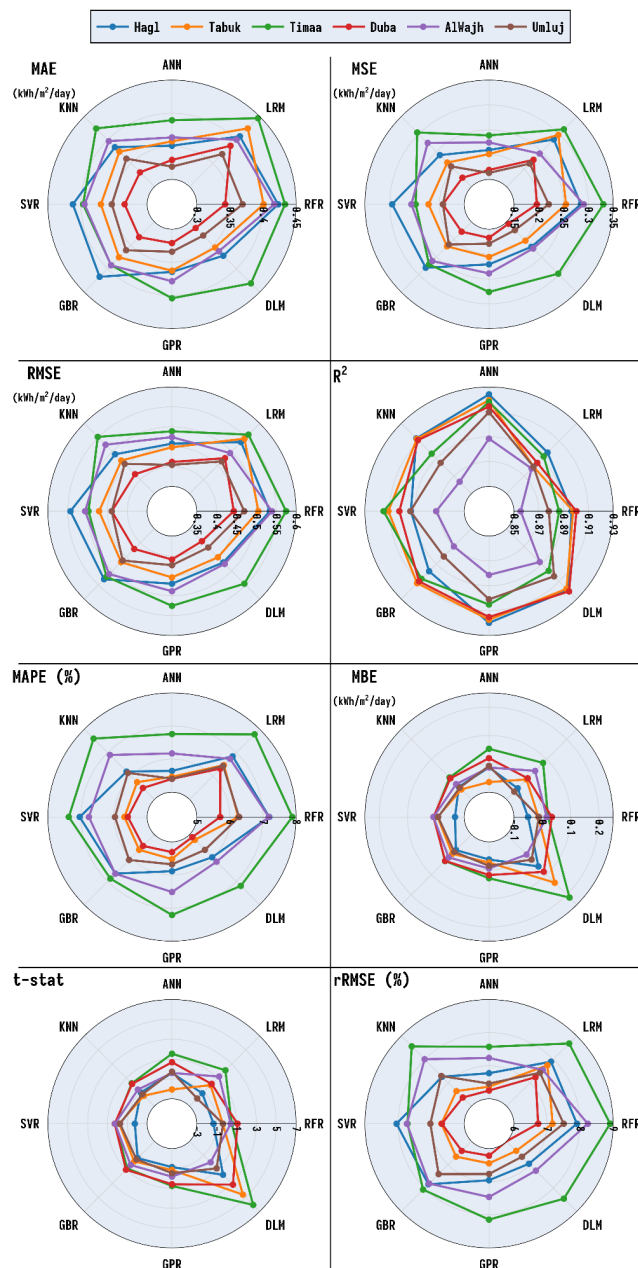 Hagl Tabuk Timaa Duba AlWajh Umluj
MAE
(kWh/m²/day)
ANN
LRM
RFR
DLM
GPR
GBR
SVR
KNN
0.3 0.35 0.4 0.45
MSE
(kWh/m²/day)
ANN
LRM
RFR
DLM
GPR
GBR
SVR
KNN
0.15 0.2 0.25 0.3 0.35
RMSE
(kWh/m²/day)
ANN
LRM
RFR
DLM
GPR
GBR
SVR
KNN
0.35 0.4 0.45 0.5 0.55 0.6
R²
ANN
LRM
RFR
DLM
GPR
GBR
SVR
KNN
0.85 0.87 0.89 0.91 0.93
MAPE (%)
ANN
LRM
RFR
DLM
GPR
GBR
SVR
KNN
5 6 7 8
MBE
(kWh/m²/day)
ANN
LRM
RFR
DLM
GPR
GBR
SVR
KNN
-0.1 0 0.1 0.2
t-stat
ANN
LRM
RFR
DLM
GPR
GBR
SVR
KNN
-3 -1 1 3 5 7
rRMSE (%)
ANN
LRM
RFR
DLM
GPR
GBR
SVR
KNN
6 7 8 9